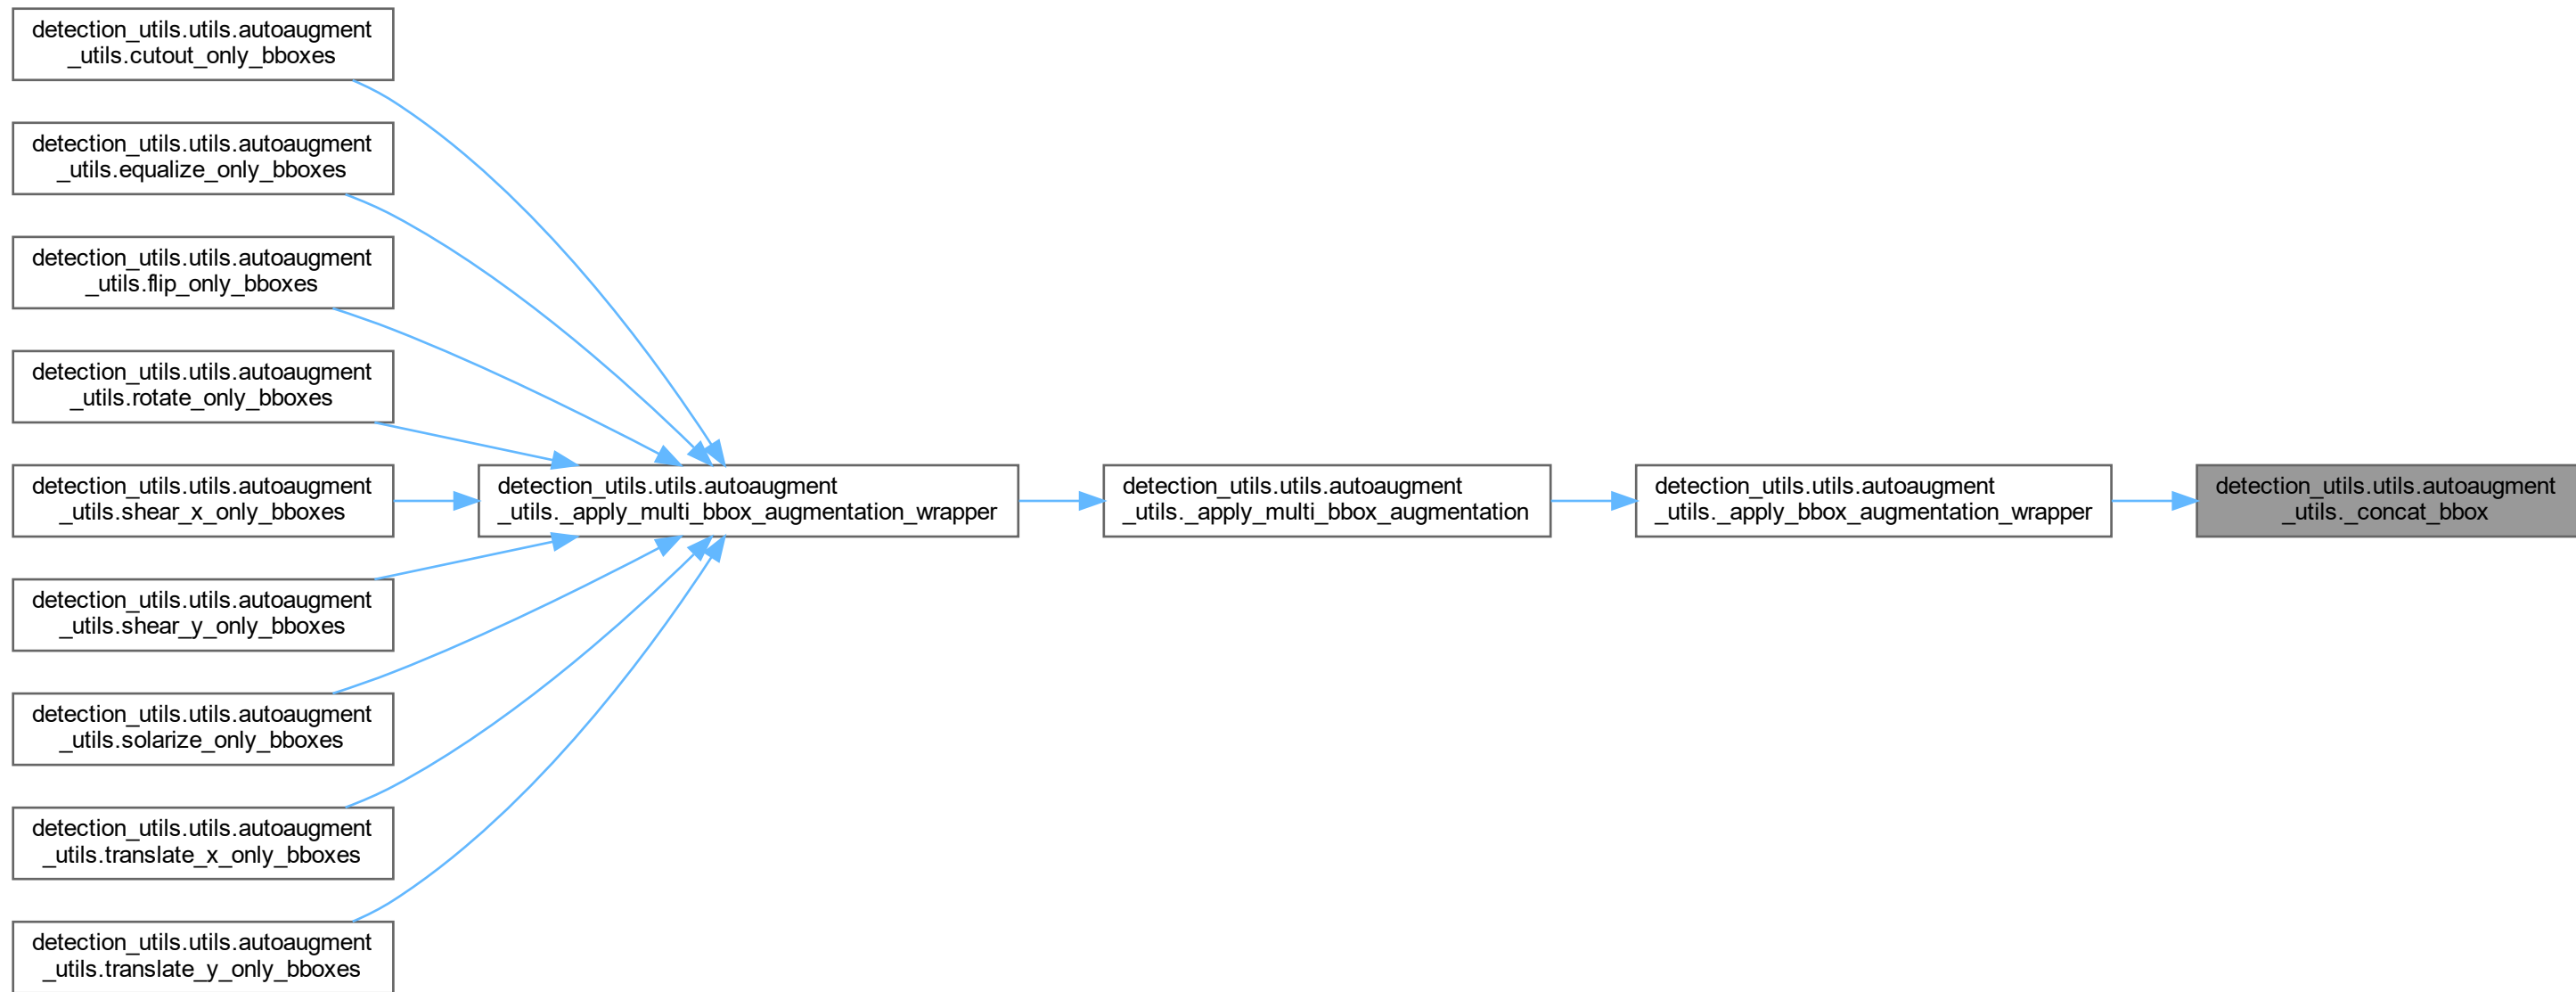 detection_utils.utils.autoaugment
_utils.cutout_only_bboxes
detection_utils.utils.autoaugment
_utils.equalize_only_bboxes
detection_utils.utils.autoaugment
_utils.flip_only_bboxes
detection_utils.utils.autoaugment
_utils.rotate_only_bboxes
detection_utils.utils.autoaugment
_utils.shear_x_only_bboxes
detection_utils.utils.autoaugment
_utils.shear_y_only_bboxes
detection_utils.utils.autoaugment
_utils.solarize_only_bboxes
detection_utils.utils.autoaugment
_utils.translate_x_only_bboxes
detection_utils.utils.autoaugment
_utils.translate_y_only_bboxes
detection_utils.utils.autoaugment
_utils._apply_multi_bbox_augmentation_wrapper
detection_utils.utils.autoaugment
_utils._apply_multi_bbox_augmentation
detection_utils.utils.autoaugment
_utils._apply_bbox_augmentation_wrapper
detection_utils.utils.autoaugment
_utils._concat_bbox